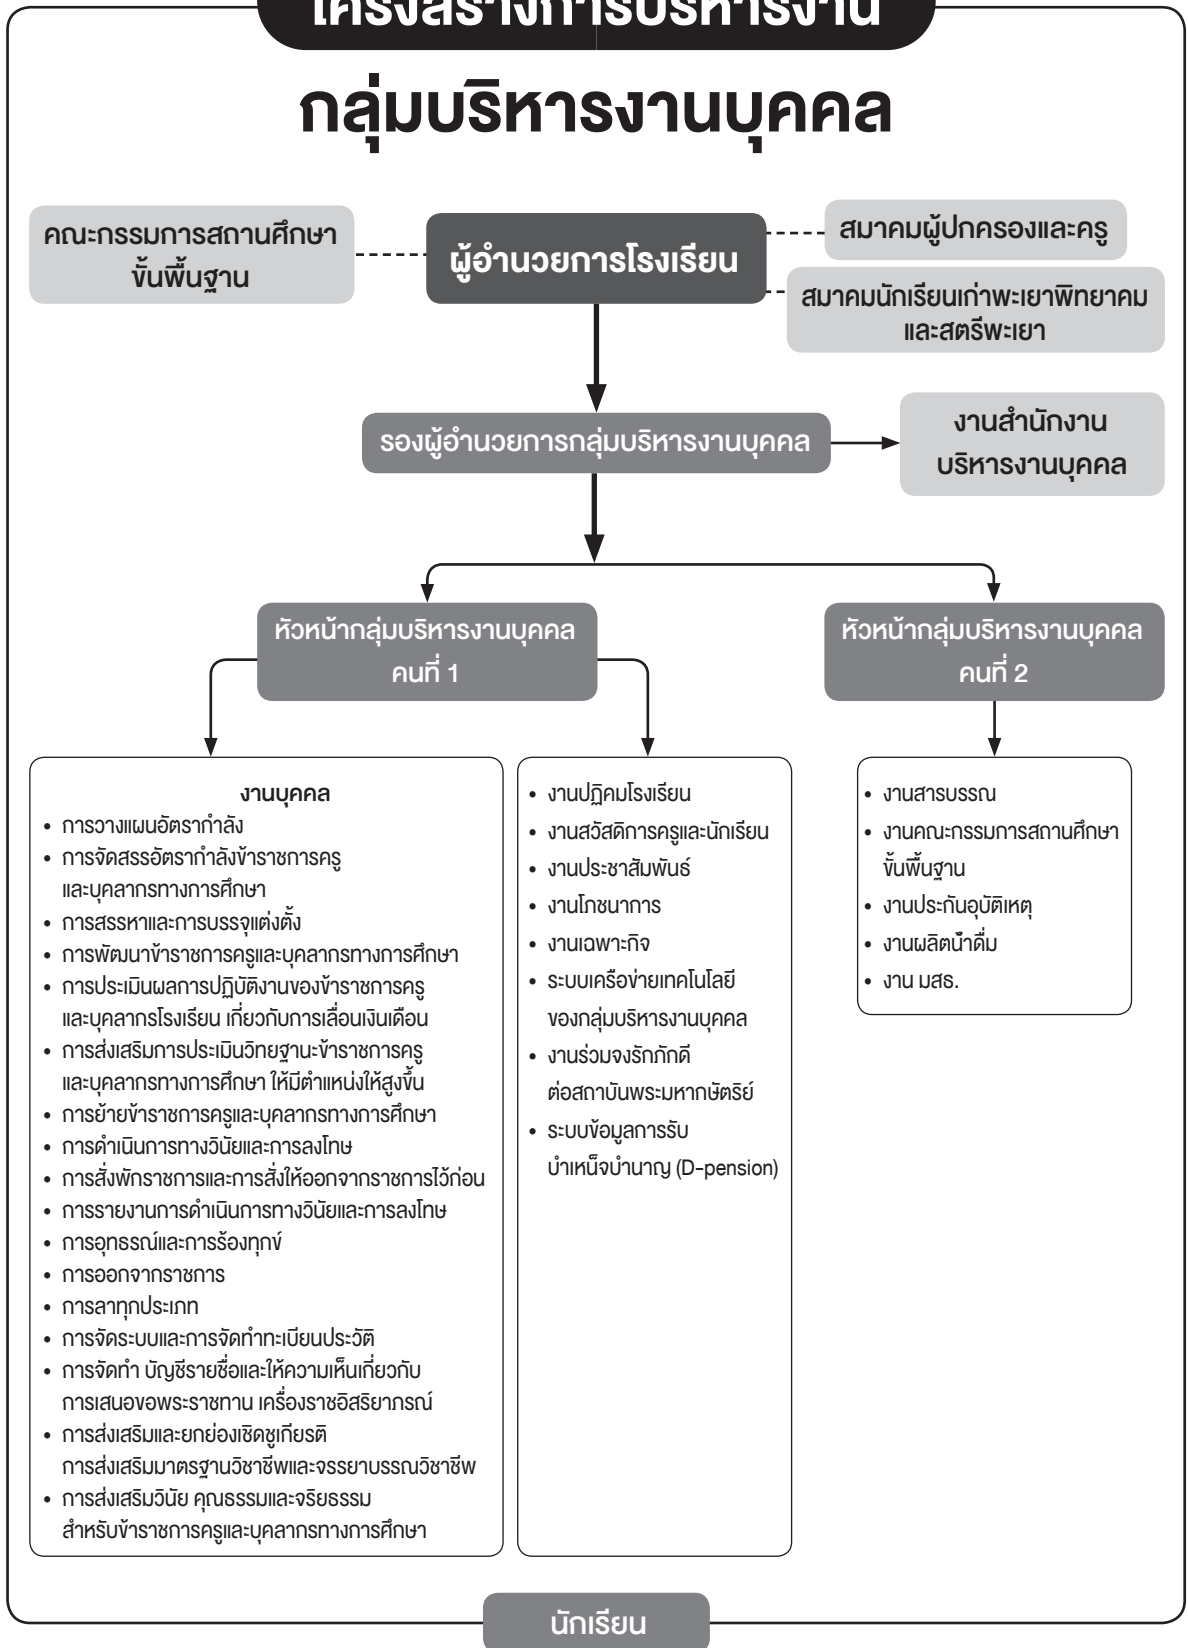 โครงสร้างการบริหารงาน
กลุ่มบริหารงานบุคคล
คณะกรรมการสถานศึกษา
ขั้นพื้นฐาน
ผู้อำนวยการโรงเรียน
สมาคมผู้ปกครองและครู
สมาคมนักเรียนเก่าพะเยาพิทยาคม
และสตรีพะเยา
รองผู้อำนวยการกลุ่มบริหารงานบุคคล
งานสำนักงาน
บริหารงานบุคคล
หัวหน้ากลุ่มบริหารงานบุคคล
คนที่ 1
หัวหน้ากลุ่มบริหารงานบุคคล
คนที่ 2
งานบุคคล
• การวางแผนอัตรากำลัง
• การจัดสรรอัตรากำลังข้าราชการครู
และบุคลากรทางการศึกษา
• การสรรหาและการบรรจุแต่งตั้ง
• การพัฒนาข้าราชการครูและบุคลากรทางการศึกษา
• การประเมินผลการปฏิบัติงานของข้าราชการครู
และบุคลากรโรงเรียน เกี่ยวกับการเลื่อนเงินเดือน
• การส่งเสริมการประเมินวิทยฐานะข้าราชการครู
และบุคลากรทางการศึกษา ให้มีตำแหน่งให้สูงขึ้น
• การย้ายข้าราชการครูและบุคลากรทางการศึกษา
• การดำเนินการทางวินัยและการลงโทษ
• การสั่งพักราชการและการสั่งให้ออกจากราชการไว้ก่อน
• การรายงานการดำเนินการทางวินัยและการลงโทษ
• การอุทธรณ์และการร้องทุกข์
• การออกจากราชการ
• การลาทุกประเภท
• การจัดระบบและการจัดทำทะเบียนประวัติ
• การจัดทำ บัญชีรายชื่อและให้ความเห็นเกี่ยวกับ
การเสนอขอพระราชทาน เครื่องราชอิสริยาภรณ์
• การส่งเสริมและยกย่องเชิดชูเกียรติ
การส่งเสริมมาตรฐานวิชาชีพและจรรยาบรรณวิชาชีพ
• การส่งเสริมวินัย คุณธรรมและจริยธรรม
สำหรับข้าราชการครูและบุคลากรทางการศึกษา
• งานปฏิคมโรงเรียน
• งานสวัสดิการครูและนักเรียน
• งานประชาสัมพันธ์
• งานโภชนาการ
• งานเฉพาะกิจ
• ระบบเครือข่ายเทคโนโลยี
ของกลุ่มบริหารงานบุคคล
• งานร่วมจงรักภักดี
ต่อสถาบันพระมหากษัตริย์
• ระบบข้อมูลการรับ
บำเหน็จบำนาญ (D-pension)
• งานสารบรรณ
• งานคณะกรรมการสถานศึกษา
ขั้นพื้นฐาน
• งานประกันอุบัติเหตุ
• งานผลิตน้ำดื่ม
• งาน มสธ.
นักเรียน